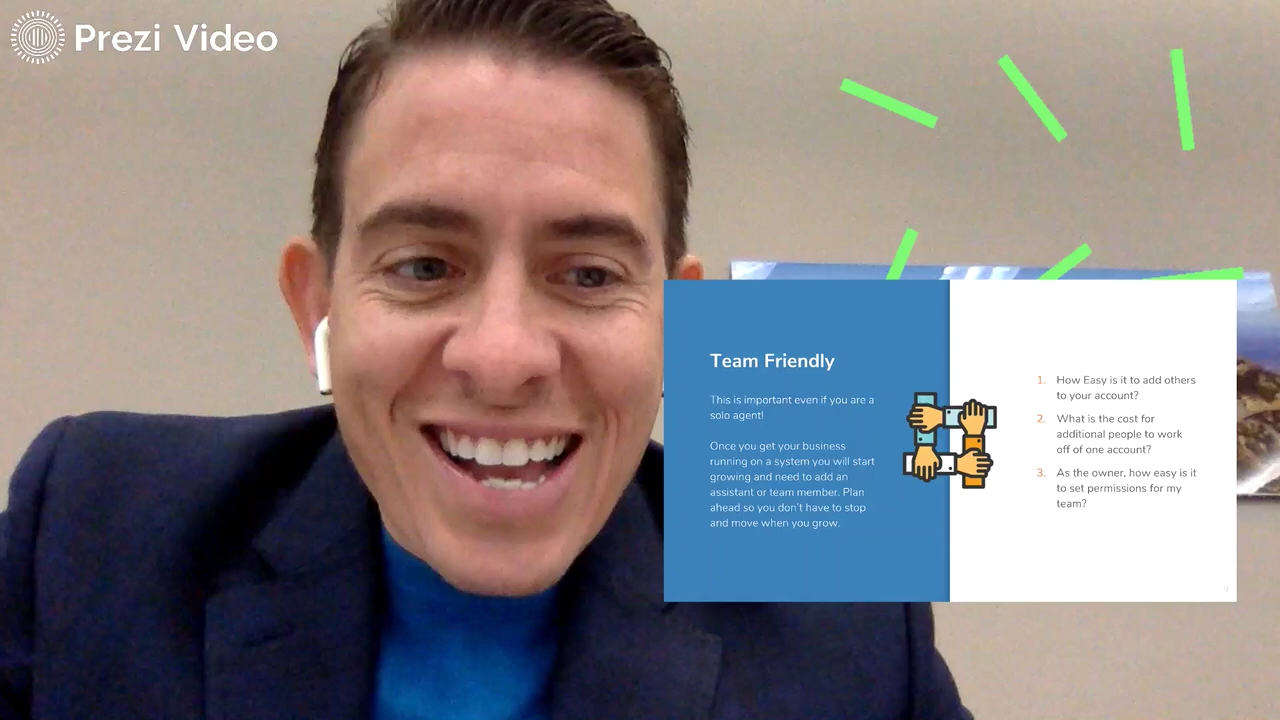 Prezi Video
Team Friendly
This is important even if you are a
solo agent!
Once you get your business
running on a system you will start
growing and need to add an
assistant or team member. Plan
ahead so you don't have to stop
and move when you grow.
1. How Easy is it to add others
to your account?
2. What is the cost for
additional people to work
off of one account?
3. As the owner, how easy is it
to set permissions for my
team?
9